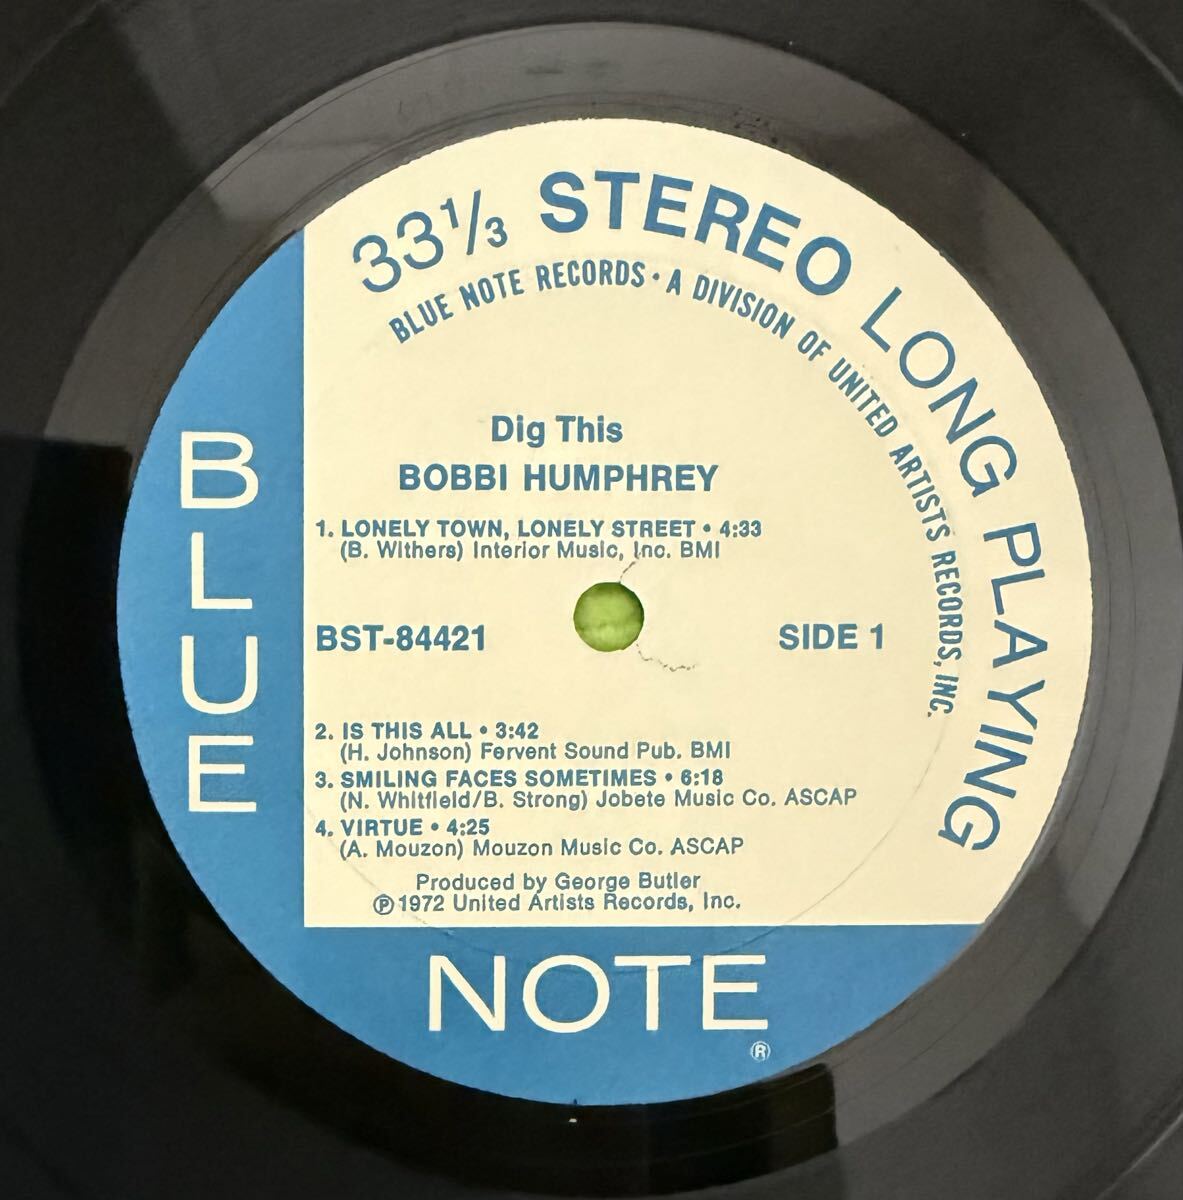 33 1/3 STEREO LONG PLAYING
BLUE NOTE RECORDS • A DIVISION OF UNITED ARTISTS RECORDS, INC.
Dig This
BOBBI HUMPHREY
1. LONELY TOWN, LONELY STREET • 4:33
(B. Withers) Interior Music, Inc. BMI
BST-84421
SIDE 1
2. IS THIS ALL • 3:42
(H. Johnson) Fervent Sound Pub. BMI
3. SMILING FACES SOMETIMES • 6:18
(N. Whitfield/B. Strong) Jobete Music Co. ASCAP
4. VIRTUE • 4:25
(A. Mouzon) Mouzon Music Co. ASCAP
Produced by George Butler
℗ 1972 United Artists Records, Inc.
BLUE
NOTE
®